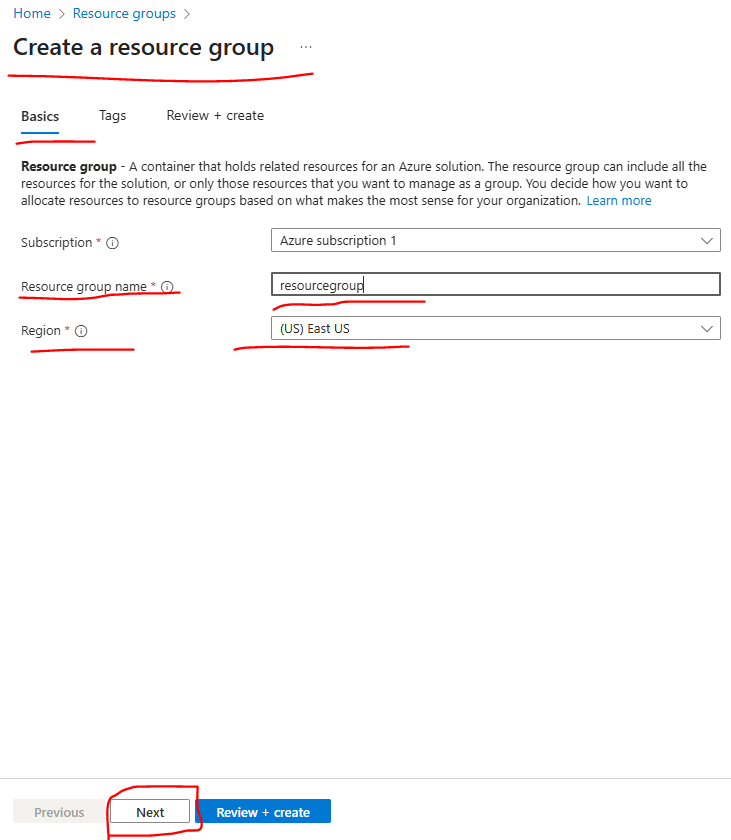 Home > Resource groups >
Create a resource group ...
Basics Tags Review + create
Resource group - A container that holds related resources for an Azure solution. The resource group can include all the
resources for the solution, or only those resources that you want to manage as a group. You decide how you want to
allocate resources to resource groups based on what makes the most sense for your organization. Learn more
Subscription * Azure subscription 1
Resource group name * resourcegroup
Region * (US) East US
Previous Next Review + create